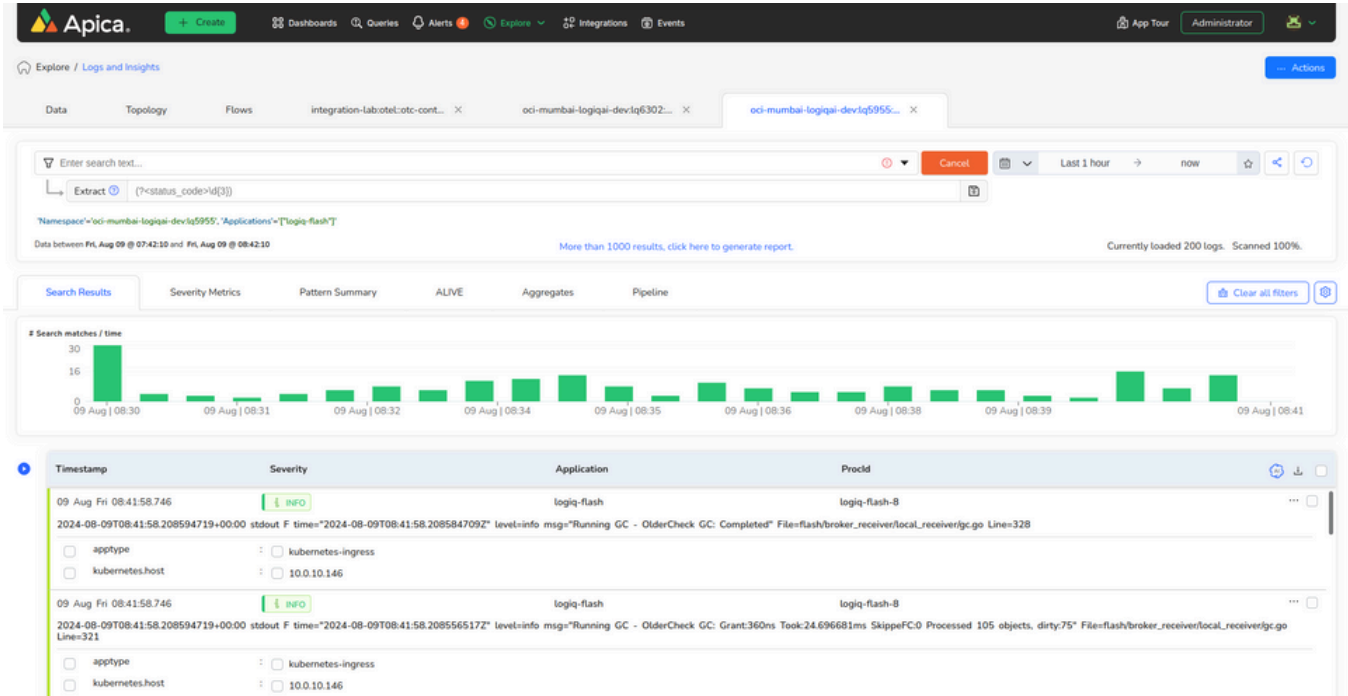 Apica.
+ Create
Dashboards
Queries
Alerts 4
Explore
Integrations
Events
App Tour
Administrator
Explore / Logs and Insights
··· Actions
Data
Topology
Flows
integration-lab:otel::otc-cont... ×
oci-mumbai-logiqai-dev:lq6302:... ×
oci-mumbai-logiqai-dev:lq5955:... ×
Enter search text...
Cancel
Last 1 hour → now
Extract
(?<status_code>\d{3})
'Namespace'='oci-mumbai-logiqai-dev:lq5955', 'Applications'='["logiq-flash"]'
Data between Fri, Aug 09 @ 07:42:10 and Fri, Aug 09 @ 08:42:10
More than 1000 results, click here to generate report.
Currently loaded 200 logs. Scanned 100%.
Search Results
Severity Metrics
Pattern Summary
ALIVE
Aggregates
Pipeline
Clear all filters
# Search matches / time
30
16
0
09 Aug | 08:30
09 Aug | 08:31
09 Aug | 08:32
09 Aug | 08:34
09 Aug | 08:35
09 Aug | 08:36
09 Aug | 08:38
09 Aug | 08:39
09 Aug | 08:41
Timestamp
Severity
Application
ProcId
09 Aug Fri 08:41:58.746
INFO
logiq-flash
logiq-flash-8
2024-08-09T08:41:58.208594719+00:00 stdout F time="2024-08-09T08:41:58.208584709Z" level=info msg="Running GC - OlderCheck GC: Completed" File=flash/broker_receiver/local_receiver/gc.go Line=328
apptype : kubernetes-ingress
kubernetes.host : 10.0.10.146
09 Aug Fri 08:41:58.746
INFO
logiq-flash
logiq-flash-8
2024-08-09T08:41:58.208594719+00:00 stdout F time="2024-08-09T08:41:58.208556517Z" level=info msg="Running GC - OlderCheck GC: Grant:360ns Took:24.696681ms SkippeFC:0 Processed 105 objects, dirty:75" File=flash/broker_receiver/local_receiver/gc.go
Line=321
apptype : kubernetes-ingress
kubernetes.host : 10.0.10.146